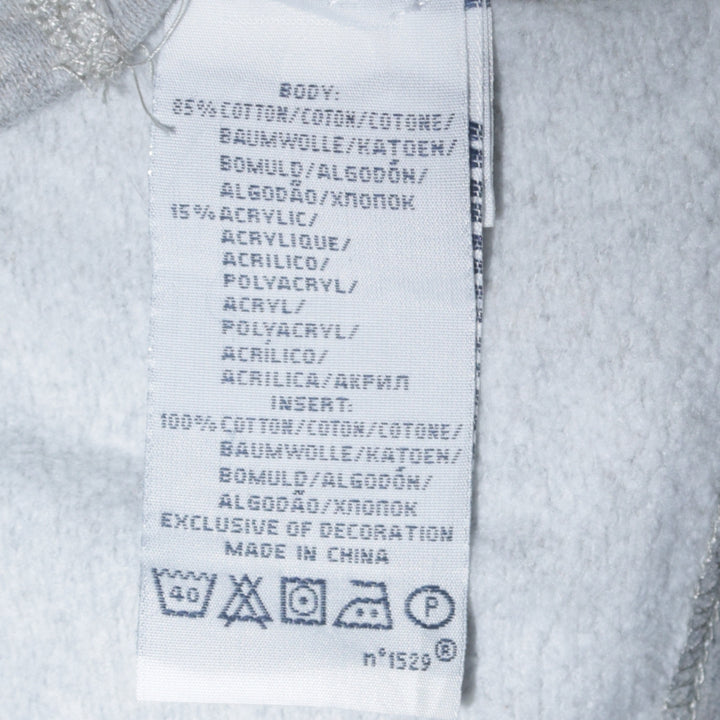 BODY:
85% COTTON/COTON/COTONE/
BAUMWOLLE/KATOEN/
BOMULD/ALGODÓN/
ALGODÃO/ХЛОПОК
15% ACRYLIC/
ACRYLIQUE/
ACRILICO/
POLYACRYL/
ACRYL/
POLYACRYL/
ACRÍLICO/
ACRILICA/АКРИЛ
INSERT:
100% COTTON/COTON/COTONE/
BAUMWOLLE/KATOEN/
BOMULD/ALGODÓN/
ALGODÃO/ХЛОПОК
EXCLUSIVE OF DECORATION
MADE IN CHINA
40 P
n°1529®